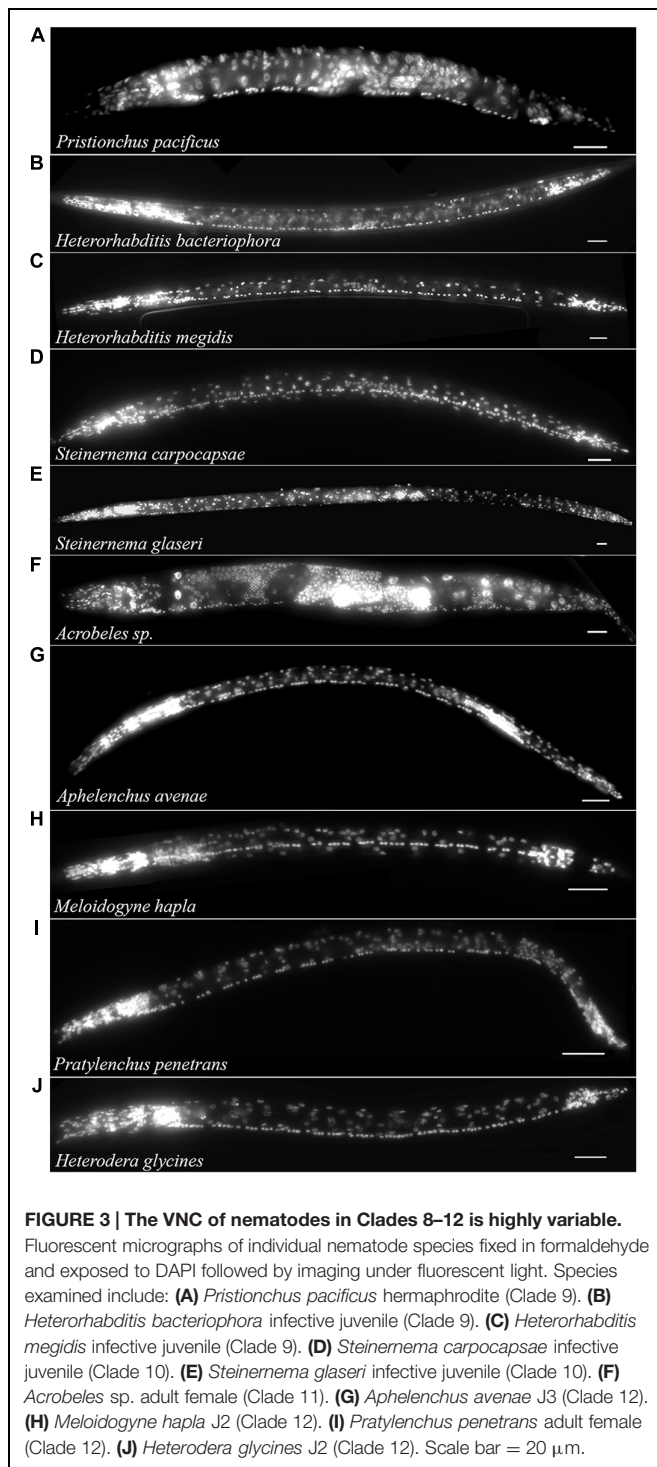 A
Pristionchus pacificus
B
Heterorhabditis bacteriophora
C
Heterorhabditis megidis
D
Steinernema carpocapsae
E
Steinernema glaseri
F
Acrobeles sp.
G
Aphelenchus avenae
H
Meloidogyne hapla
I
Pratylenchus penetrans
J
Heterodera glycines
FIGURE 3 | The VNC of nematodes in Clades 8–12 is highly variable.
Fluorescent micrographs of individual nematode species fixed in formaldehyde
and exposed to DAPI followed by imaging under fluorescent light. Species
examined include: (A) Pristionchus pacificus hermaphrodite (Clade 9). (B)
Heterorhabditis bacteriophora infective juvenile (Clade 9). (C) Heterorhabditis
megidis infective juvenile (Clade 9). (D) Steinernema carpocapsae infective
juvenile (Clade 10). (E) Steinernema glaseri infective juvenile (Clade 10). (F)
Acrobeles sp. adult female (Clade 11). (G) Aphelenchus avenae J3 (Clade 12).
(H) Meloidogyne hapla J2 (Clade 12). (I) Pratylenchus penetrans adult female
(Clade 12). (J) Heterodera glycines J2 (Clade 12). Scale bar = 20 μm.